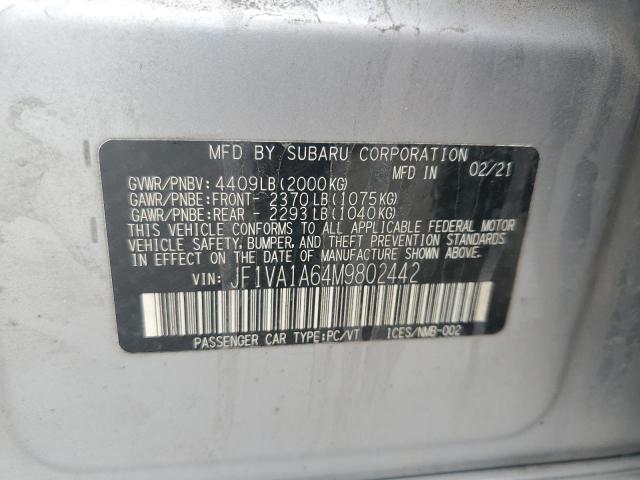 MFD BY SUBARU CORPORATION
MFD IN 02/21
GVWR/PNBV: 4409LB(2000KG)
GAWR/PNBE:FRONT- 2370LB(1075KG)
GAWR/PNBE:REAR - 2293LB(1040KG)
THIS VEHICLE CONFORMS TO ALL APPLICABLE FEDERAL MOTOR
VEHICLE SAFETY, BUMPER, AND THEFT PREVENTION STANDARDS
IN EFFECT ON THE DATE OF MANUFACTURE SHOWN ABOVE.
VIN: JF1VA1A64M9802442
PASSENGER CAR TYPE:PC/VT ICES/NMB-002